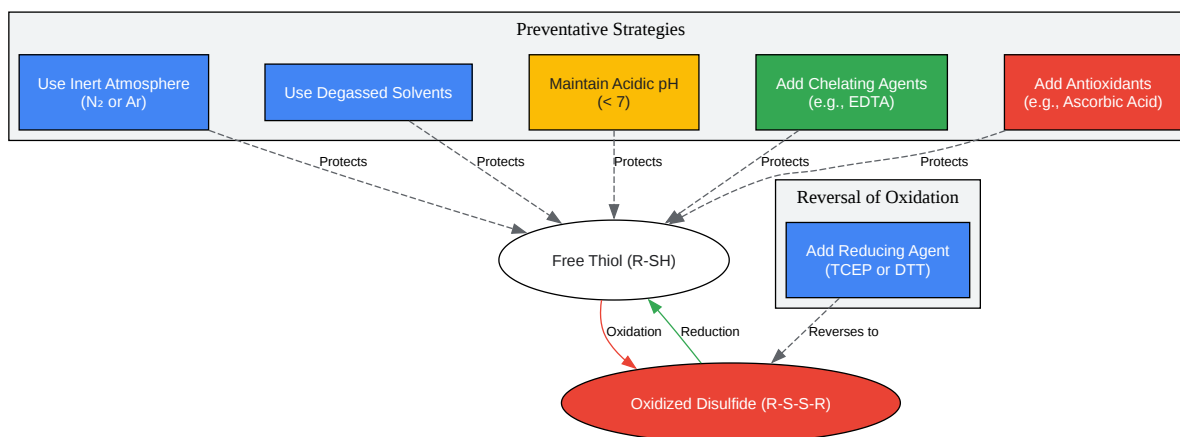 Preventative Strategies
Use Inert Atmosphere
(N₂ or Ar)
Use Degassed Solvents
Maintain Acidic pH
(< 7)
Add Chelating Agents
(e.g., EDTA)
Add Antioxidants
(e.g., Ascorbic Acid)
Protects
Protects
Protects
Protects
Protects
Reversal of Oxidation
Add Reducing Agent
(TCEP or DTT)
Free Thiol (R-SH)
Oxidation
Reduction
Reverses to
Oxidized Disulfide (R-S-S-R)